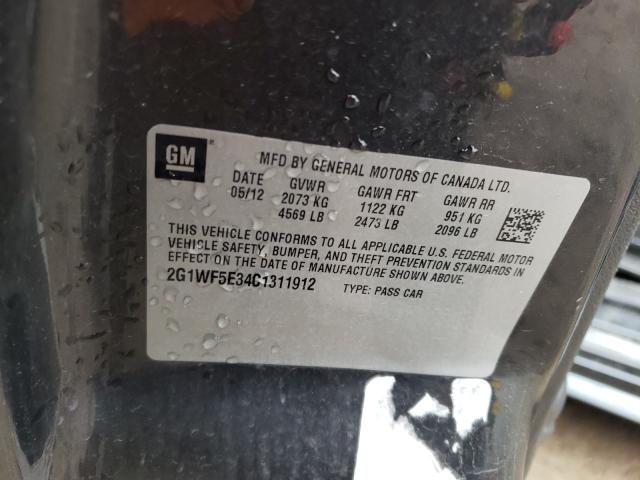 GM
MFD BY GENERAL MOTORS OF CANADA LTD.
DATE GVWR GAWR FRT GAWR RR
05/12 2073 KG 1122 KG 951 KG
4569 LB 2473 LB 2096 LB
THIS VEHICLE CONFORMS TO ALL APPLICABLE U.S. FEDERAL MOTOR
VEHICLE SAFETY, BUMPER, AND THEFT PREVENTION STANDARDS IN
EFFECT ON THE DATE OF MANUFACTURE SHOWN ABOVE.
2G1WF5E34C1311912 TYPE: PASS CAR